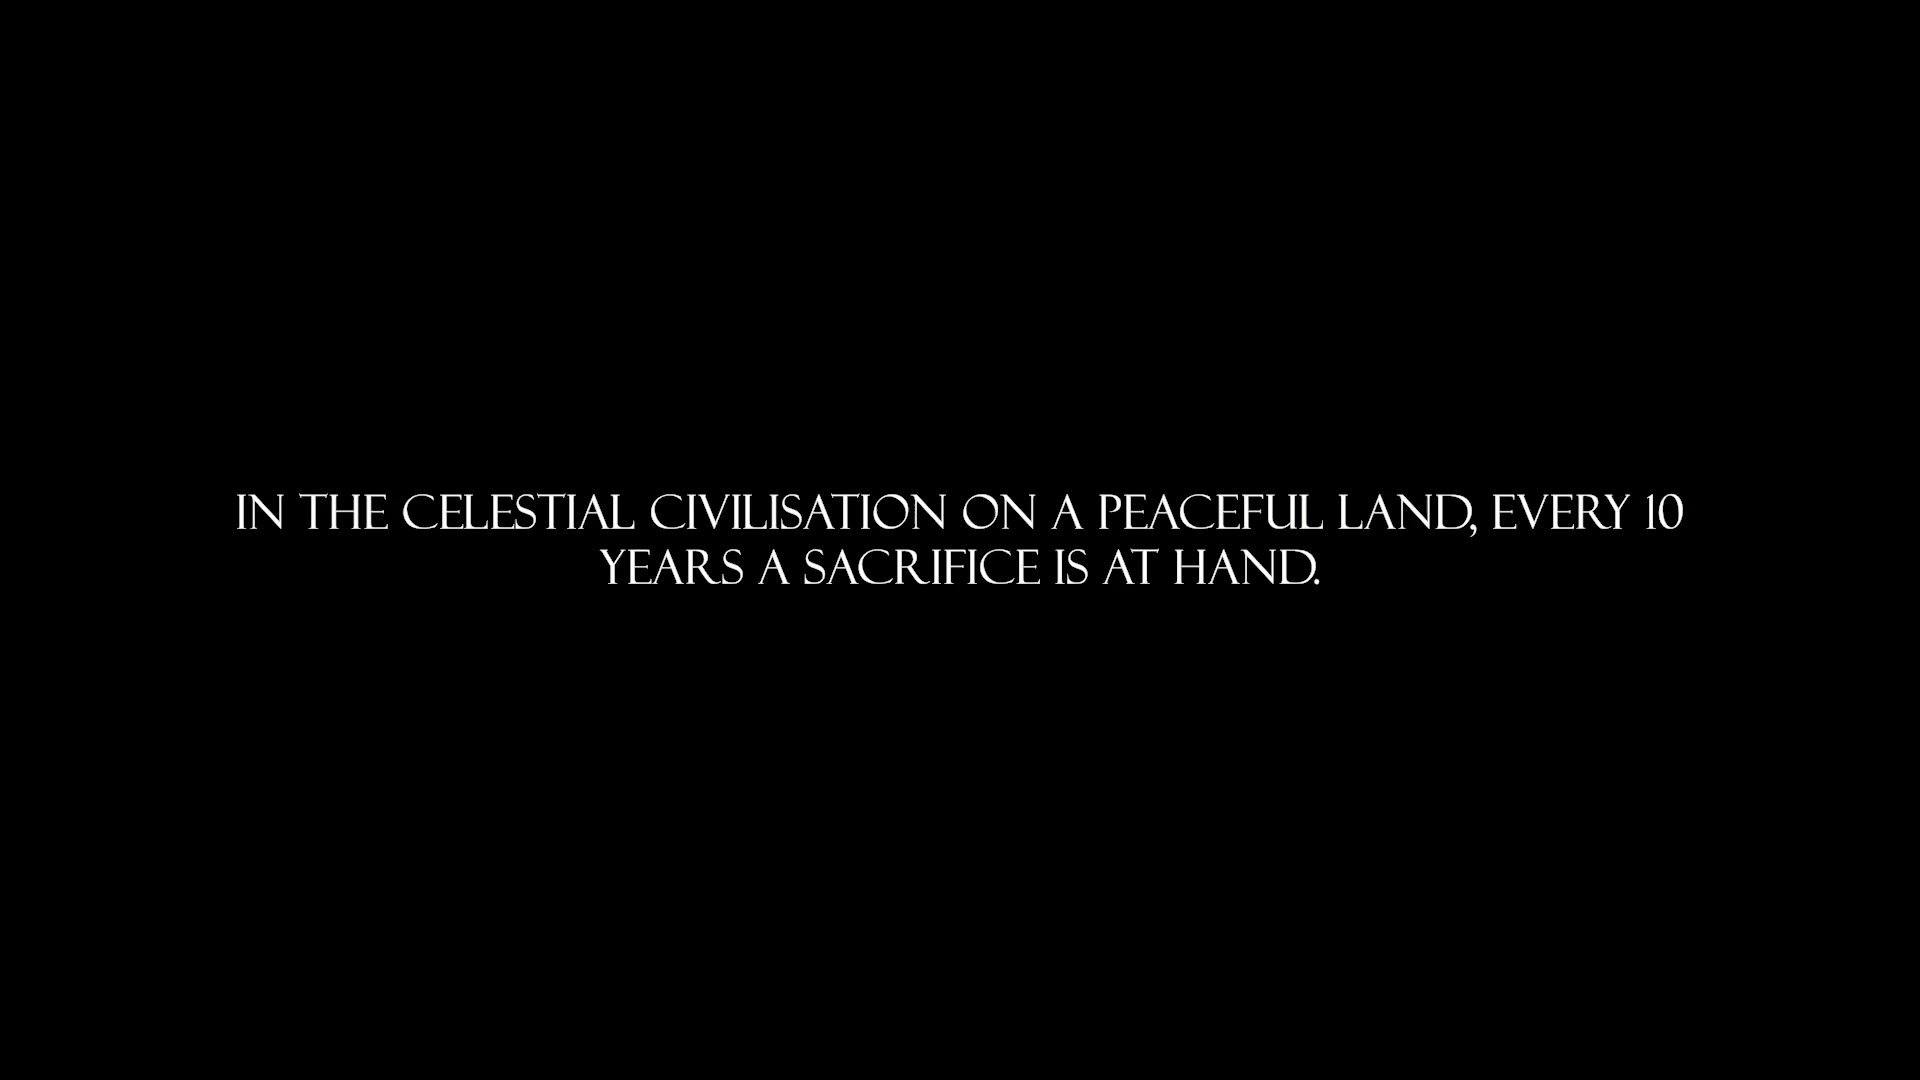 IN THE CELESTIAL CIVILISATION ON A PEACEFUL LAND, EVERY 10
YEARS A SACRIFICE IS AT HAND.